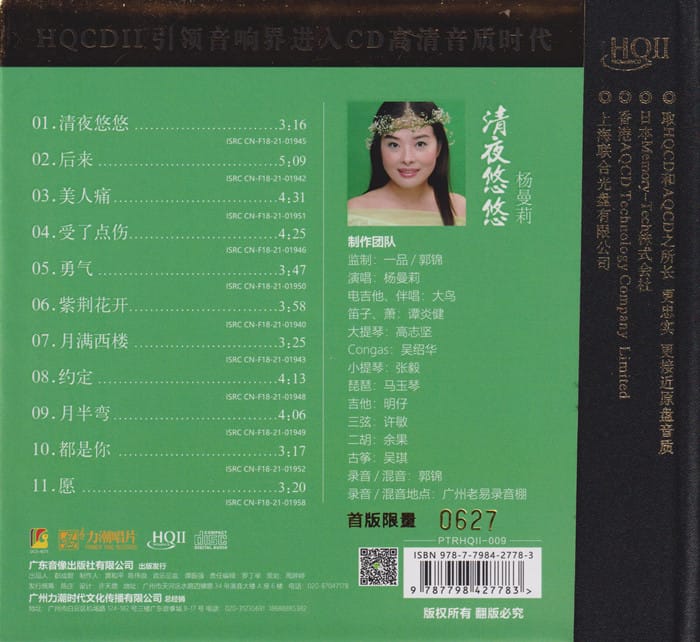 HQCDII引领音响界进入CD高清音质时代
01.清夜悠悠 3:16
ISRC CN-F18-21-01945
02.后来 5:09
ISRC CN-F18-21-01942
03.美人痛 4:31
ISRC CN-F18-21-01951
04.受了点伤 4:25
ISRC CN-F18-21-01946
05.勇气 3:47
ISRC CN-F18-21-01950
06.紫荆花开 3:58
ISRC CN-F18-21-01940
07.月满西楼 3:25
ISRC CN-F18-21-01943
08.约定 4:13
ISRC CN-F18-21-01948
09.月半弯 4:06
ISRC CN-F18-21-01949
10.都是你 3:17
ISRC CN-F18-21-01952
11.愿 3:20
ISRC CN-F18-21-01958
清夜悠悠
杨曼莉
制作团队
监制：一品/郭锦
演唱：杨曼莉
电吉他、伴唱：大鸟
笛子、萧：谭炎健
大提琴：高志坚
Congas：吴绍华
小提琴：张毅
琵琶：马玉琴
吉他：明仔
三弦：许敏
二胡：余果
古筝：吴琪
录音/混音：郭锦
录音/混音地点：广州老易录音棚
首版限量 0627
PTRHQII-009
ISBN 978-7-7984-2778-3
9 787798 427783 >
版权所有 翻版必究
力潮唱片
HQII
COMPACT
disc
DIGITAL AUDIO
广东音像出版社有限公司 出版发行
广州力潮时代文化传播有限公司 总经销
HQII
◎ 取HQCD和AQCD之所长 更忠实 更接近原盘音质
◎ 日本Memory-Tech株式会社
◎ 香港AQCD Technology Company Limited
◎ 上海联合光盘有限公司